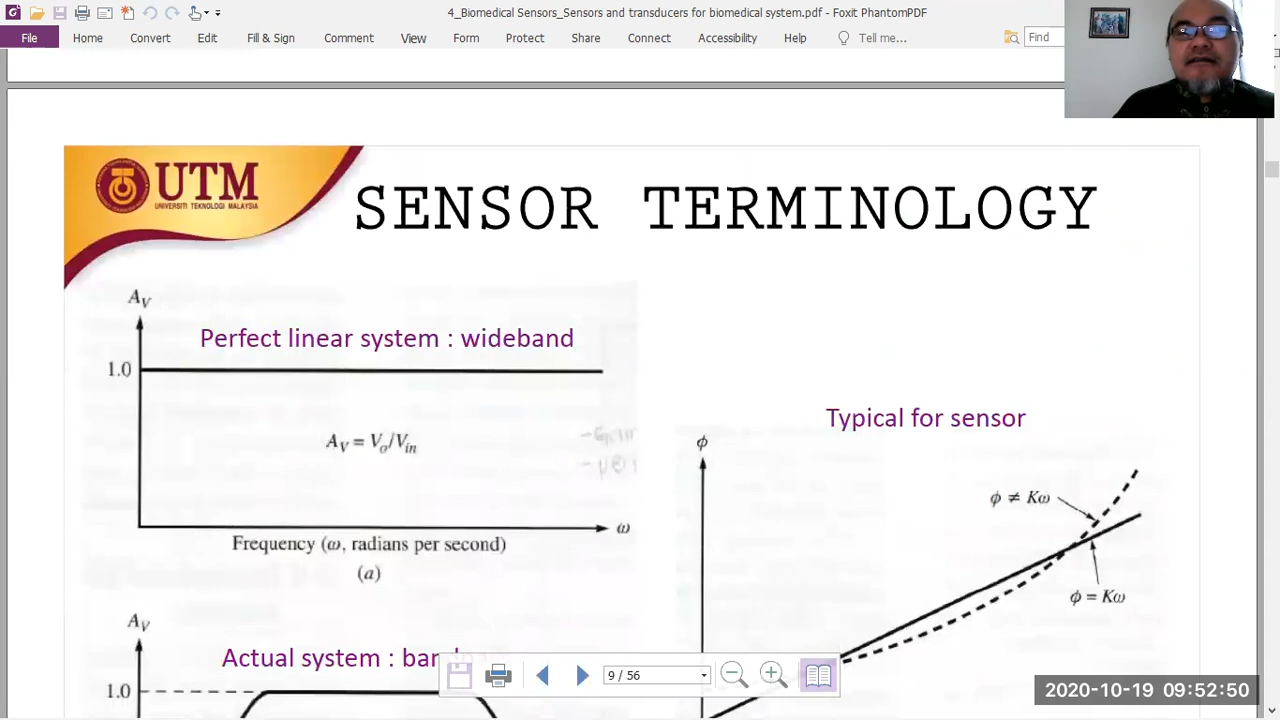 4_Biomedical Sensors_Sensors and transducers for biomedical system.pdf - Foxit PhantomPDF
File Home Convert Edit Fill & Sign Comment View Form Protect Share Connect Accessibility Help Tell me... Find
UTM
UNIVERSITI TEKNOLOGI MALAYSIA
SENSOR TERMINOLOGY
A_V
Perfect linear system : wideband
1.0
A_V = V_o/V_in
ω
Frequency (ω, radians per second)
(a)
Typical for sensor
ϕ
ϕ ≠ Kω
ϕ = Kω
A_V
Actual system :
1.0
9 / 56
2020-10-19 09:52:50